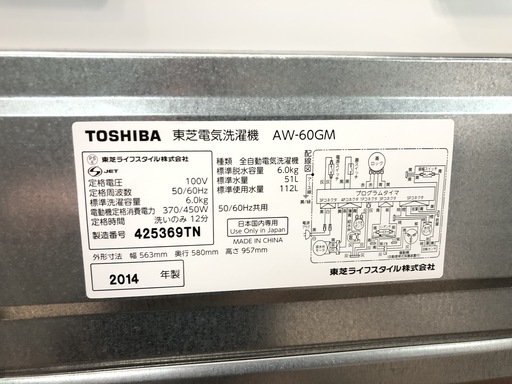 TOSHIBA 東芝電気洗濯機 AW-60GM
東芝ライフスタイル株式会社
JET
定格電圧 100V
定格周波数 50/60Hz
標準洗濯容量 6.0kg
電動機定格消費電力 370/450W
定格時間 洗いのみ 12分
製造番号 425369TN
種類 全自動電気洗濯機
標準脱水容量 6.0kg
標準水量 51L
標準使用水量 112L
50/60Hz共用
日本国内専用
Use Only in Japan
MADE IN CHINA
外形寸法 幅 563mm 奥行 580mm 高さ 957mm
2014 年製
配線図
プログラムタイマ
東芝ライフスタイル株式会社